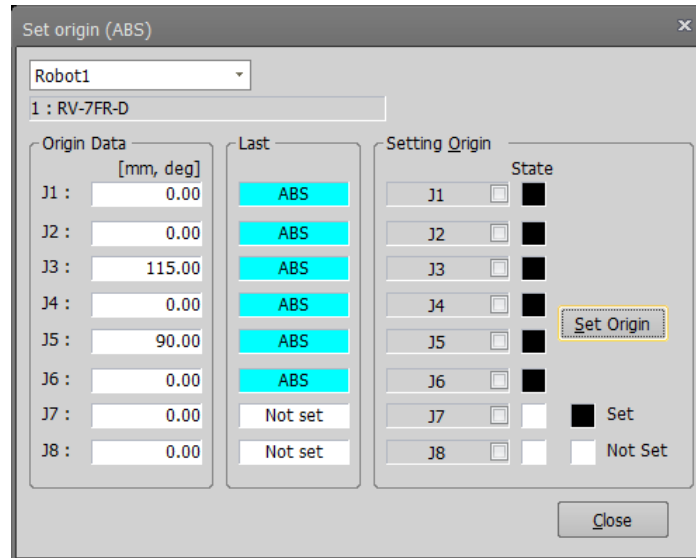 Set origin (ABS)
Robot1
1 : RV-7FR-D
Origin Data Last Setting Origin
[mm, deg] State
J1 : 0.00 ABS J1
J2 : 0.00 ABS J2
J3 : 115.00 ABS J3
J4 : 0.00 ABS J4
Set Origin
J5 : 90.00 ABS J5
J6 : 0.00 ABS J6
J7 : 0.00 Not set J7 Set
J8 : 0.00 Not set J8 Not Set
Close